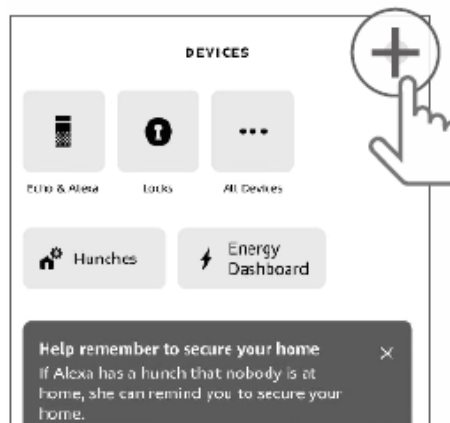 DEVICES
Echo & Alexa
Locks
All Devices
Hunches
Energy
Dashboard
Help remember to secure your home
If Alexa has a hunch that nobody is at
home, she can remind you to secure your
home.